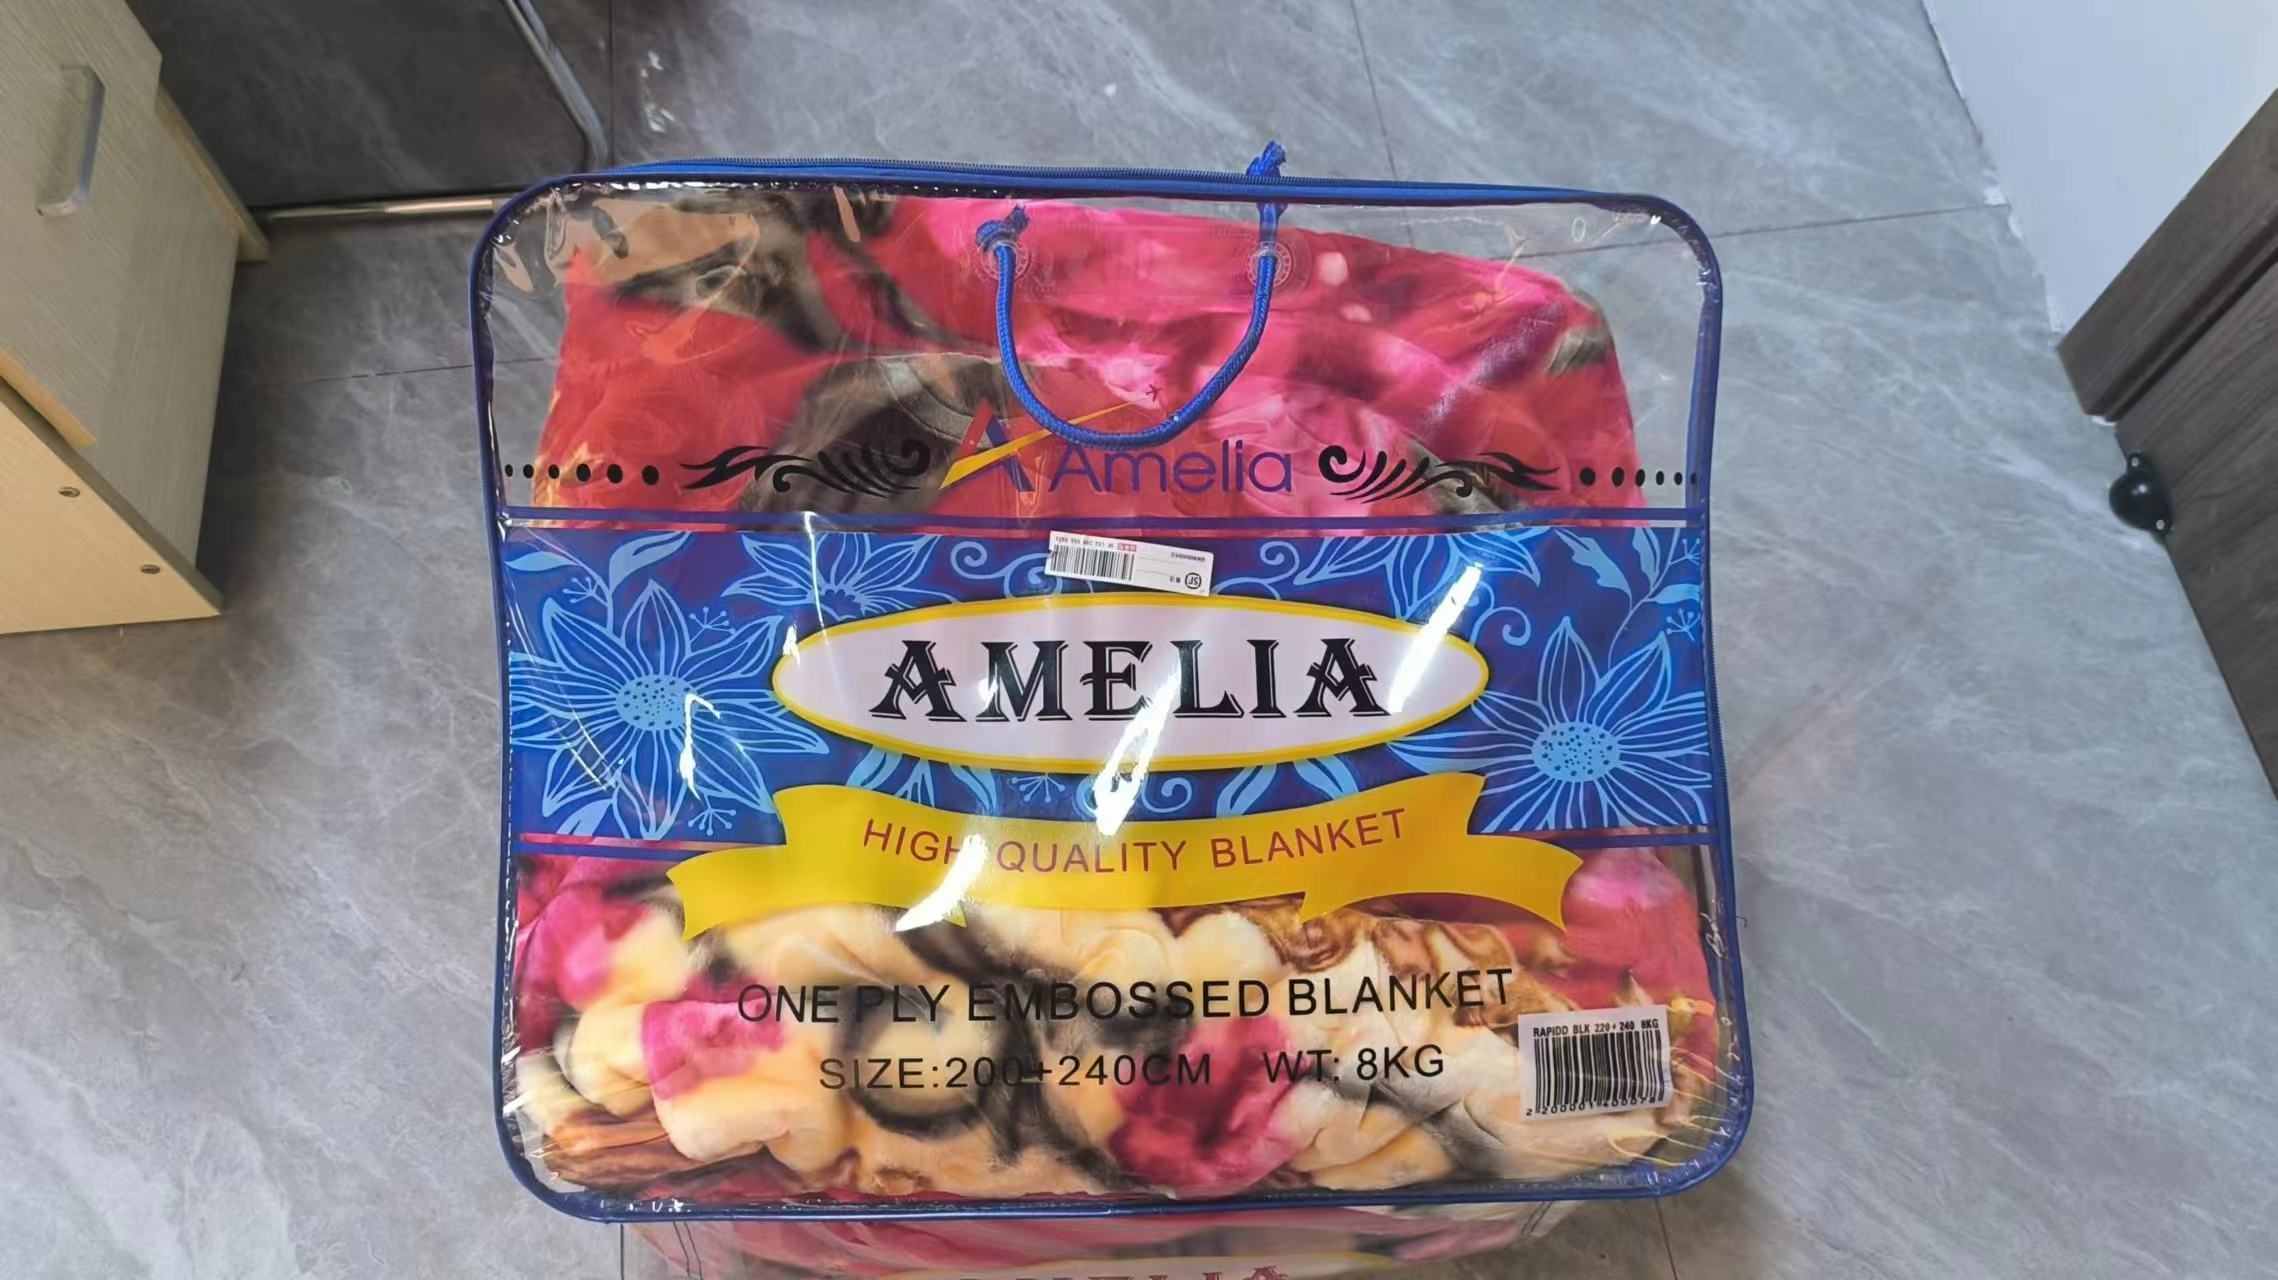 Amelia
AMELIA
HIGH QUALITY BLANKET
ONE PLY EMBOSSED BLANKET
SIZE:200+240CM WT: 8KG
RAPIDO BLK 220+240 8KG